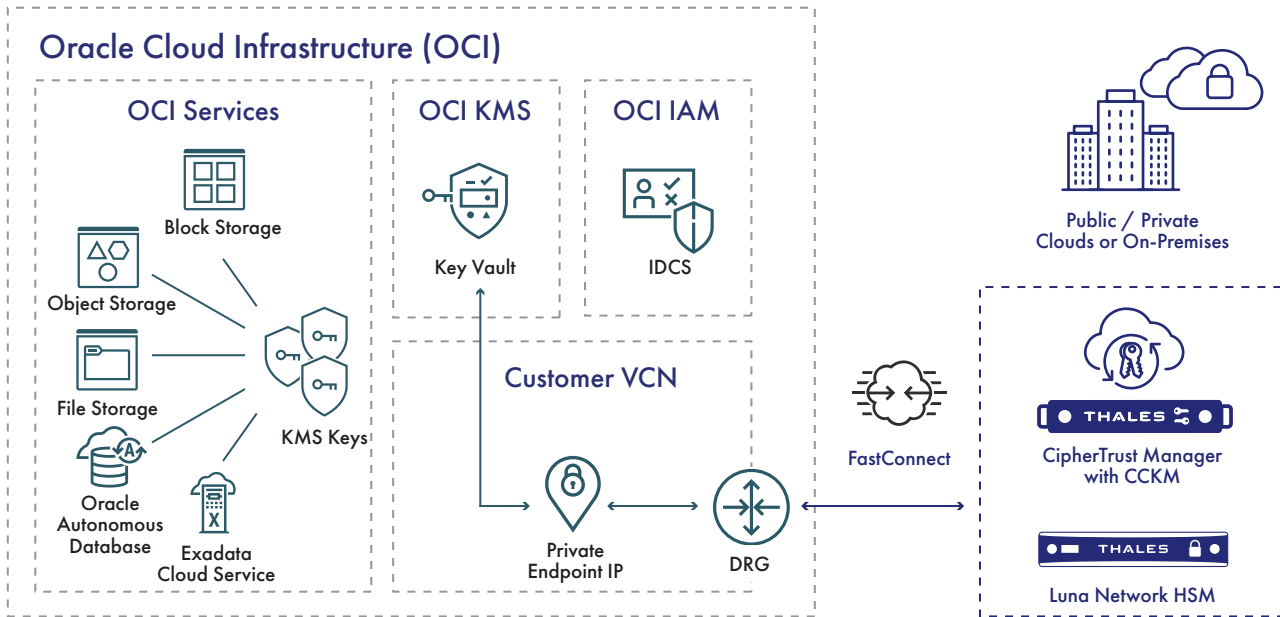 Oracle Cloud Infrastructure (OCI)
OCI Services
Block Storage
Object Storage
File Storage
Oracle
Autonomous
Database
Exadata
Cloud Service
KMS Keys
A
X
OCI KMS
Key Vault
OCI IAM
IDCS
Customer VCN
Private
Endpoint IP
DRG
FastConnect
Public / Private
Clouds or On-Premises
THALES
CipherTrust Manager
with CCKM
THALES
Luna Network HSM